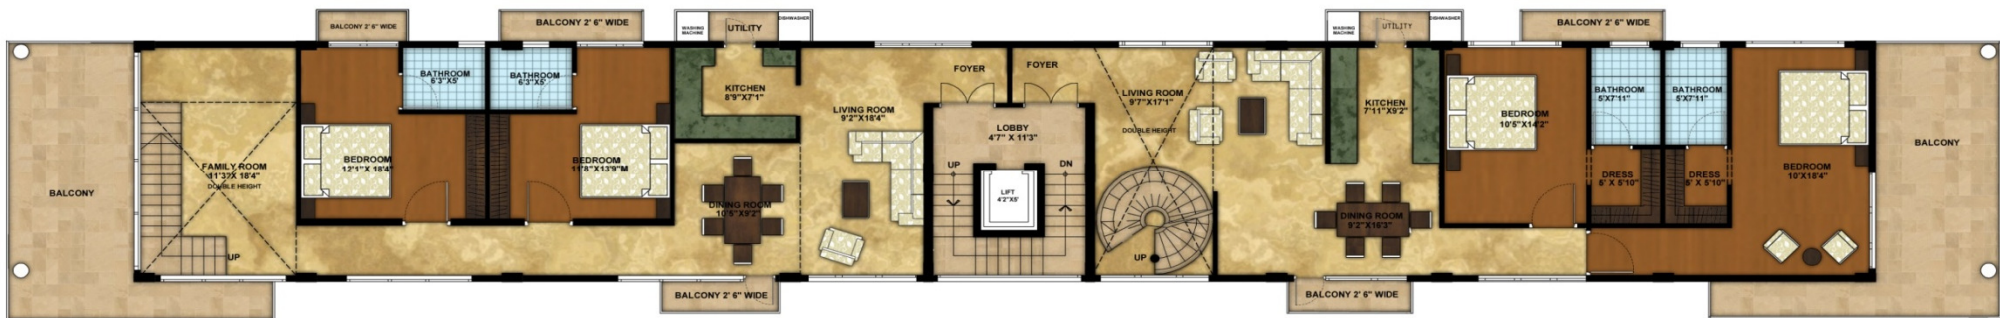 BALCONY
FAMILY ROOM
11'3"X 18'4"
DOUBLE HEIGHT
UP
BALCONY 2' 6" WIDE
BEDROOM
12'1" X 18'4"
BATHROOM
6'3"X5'
BALCONY 2' 6" WIDE
BATHROOM
6'3"X5'
BEDROOM
11'8"X13'9"M
WASHING
MACHINE
UTILITY
DISHWASHER
KITCHEN
8'9"X7'1"
DINING ROOM
10'5"X9'2"
BALCONY 2' 6" WIDE
LIVING ROOM
9'2"X18'4"
FOYER
LOBBY
4'7" X 11'3"
UP
DN
LIFT
4'2"X5'
FOYER
LIVING ROOM
9'7"X17'1"
DOUBLE HEIGHT
UP
WASHING
MACHINE
UTILITY
DISHWASHER
KITCHEN
7'11"X9'2"
DINING ROOM
9'2"X16'3"
BALCONY 2' 6" WIDE
BALCONY 2' 6" WIDE
BEDROOM
10'5"X14'2"
BATHROOM
5'X7'11"
DRESS
5' X 5'10"
BATHROOM
5'X7'11"
DRESS
5' X 5'10"
BEDROOM
10'X18'4"
BALCONY